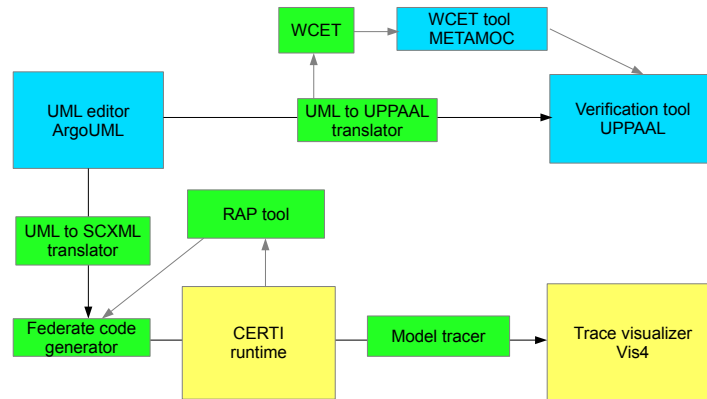 WCET
WCET tool
METAMOC
UML editor
ArgoUML
UML to UPPAAL
translator
Verification tool
UPPAAL
RAP tool
UML to SCXML
translator
Federate code
generator
CERTI
runtime
Model tracer
Trace visualizer
Vis4